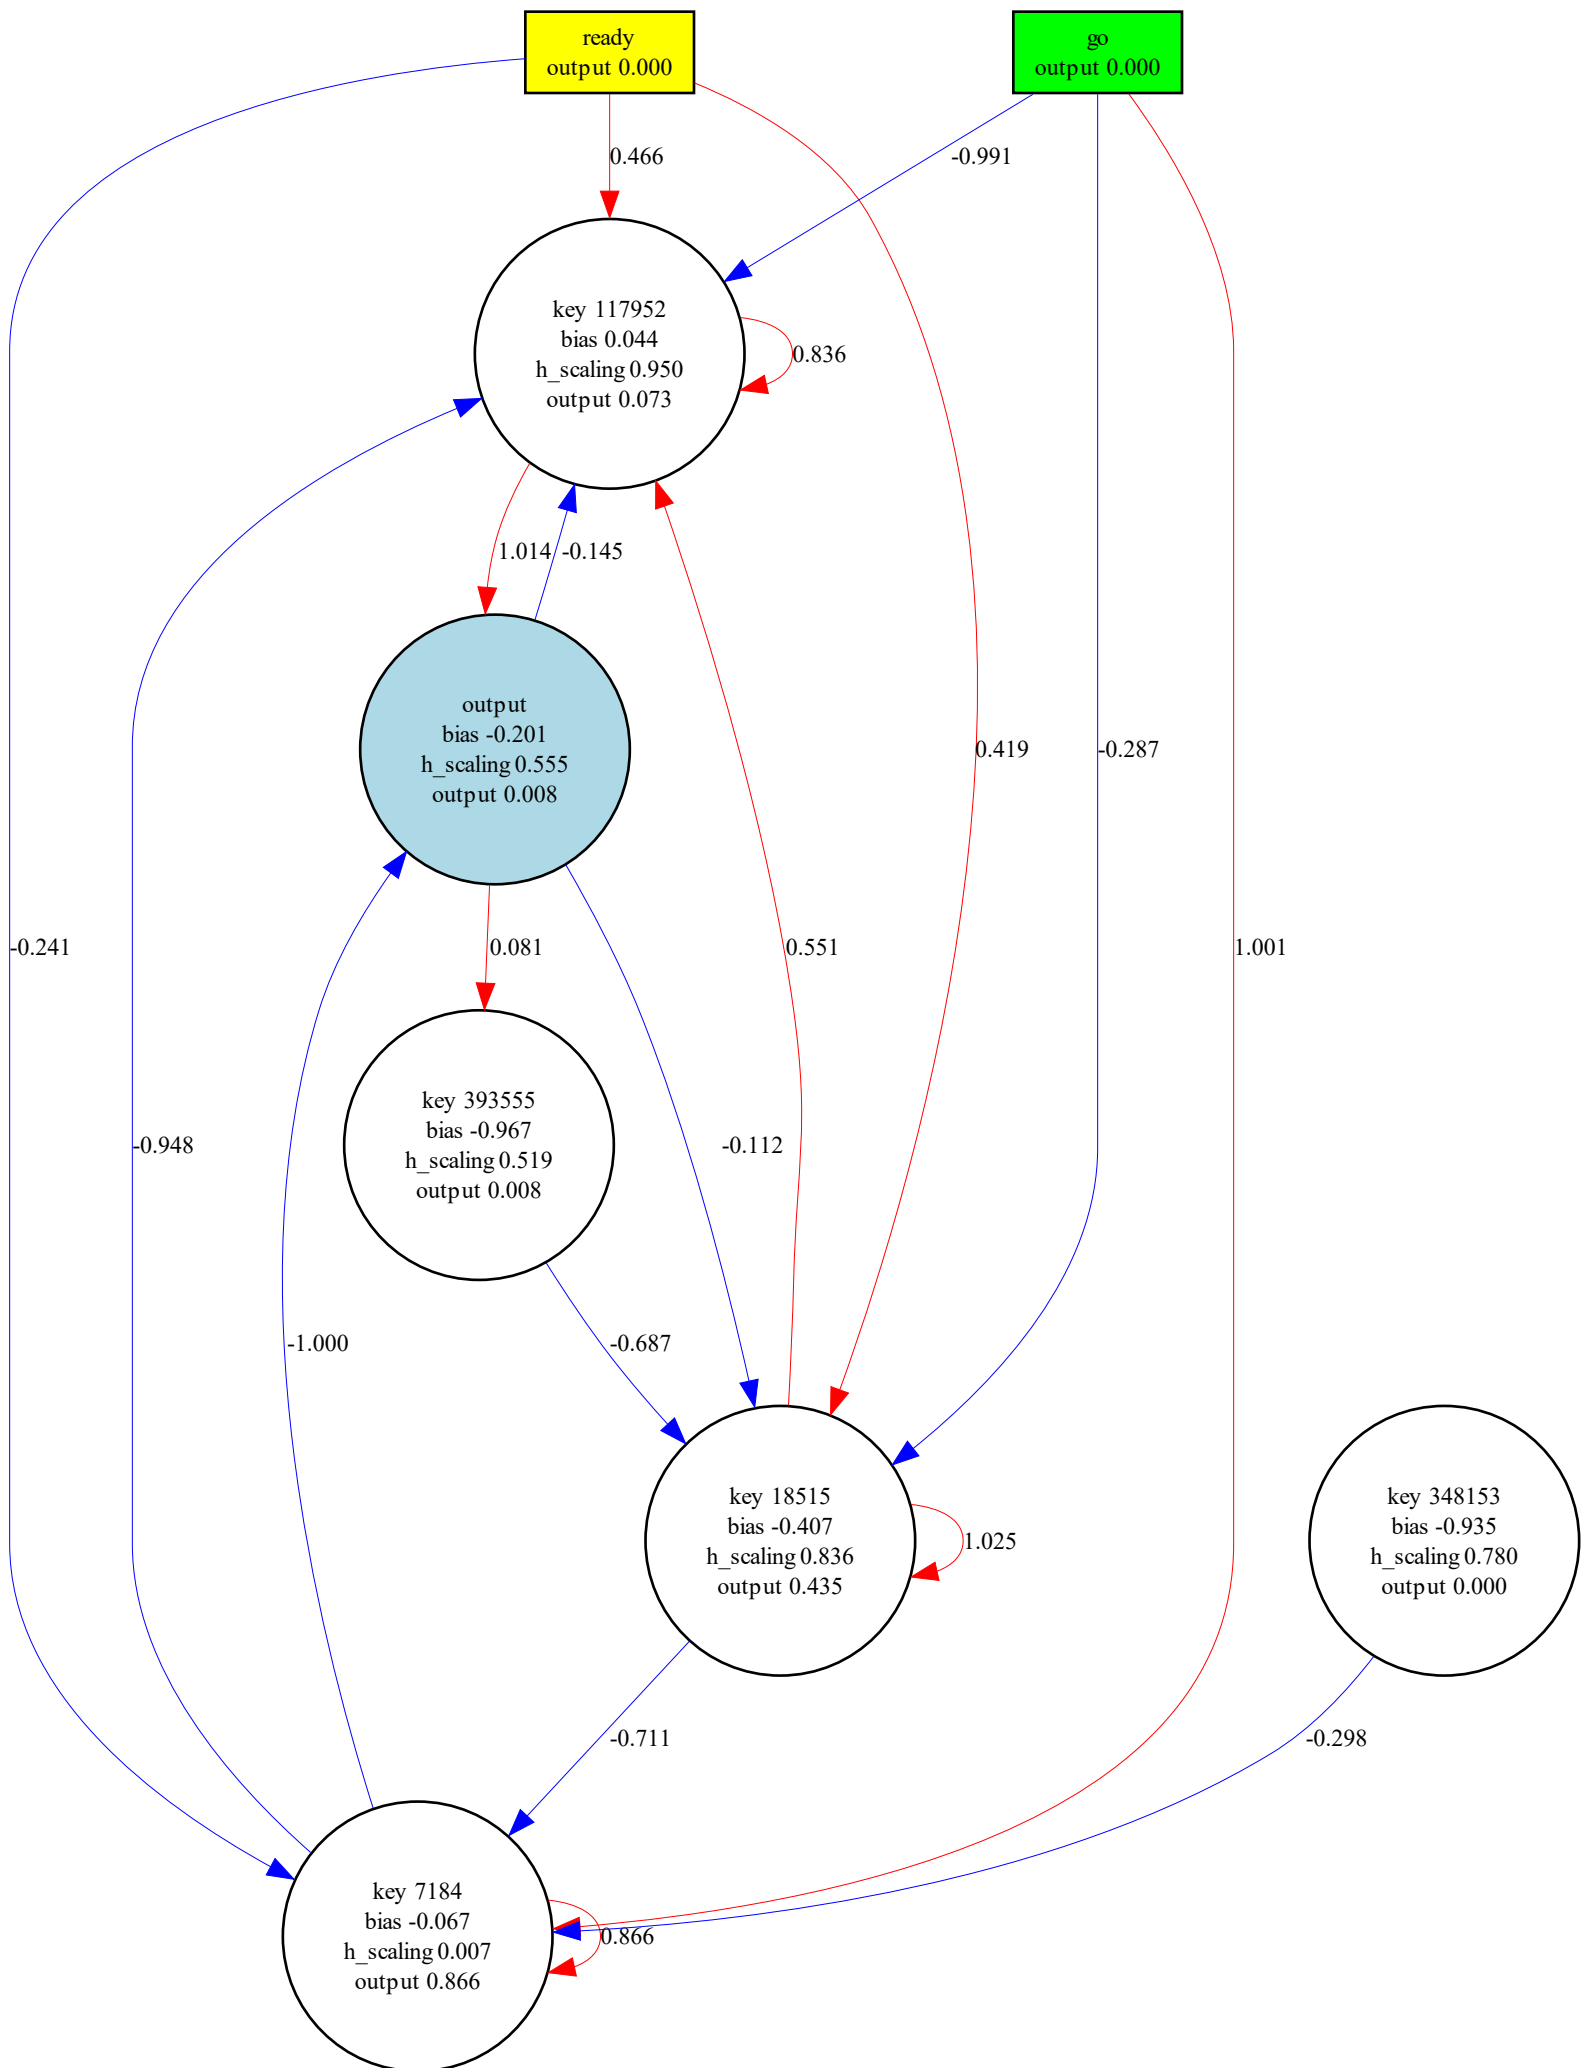 ready
output 0.000
go
output 0.000
0.466
-0.991
key 117952
bias 0.044
h_scaling 0.950
output 0.073
0.836
1.014
-0.145
output
bias -0.201
h_scaling 0.555
output 0.008
0.419
-0.287
-0.241
0.081
0.551
1.001
key 393555
bias -0.967
h_scaling 0.519
output 0.008
-0.948
-0.112
-1.000
-0.687
key 18515
bias -0.407
h_scaling 0.836
output 0.435
1.025
key 348153
bias -0.935
h_scaling 0.780
output 0.000
-0.711
-0.298
key 7184
bias -0.067
h_scaling 0.007
output 0.866
0.866